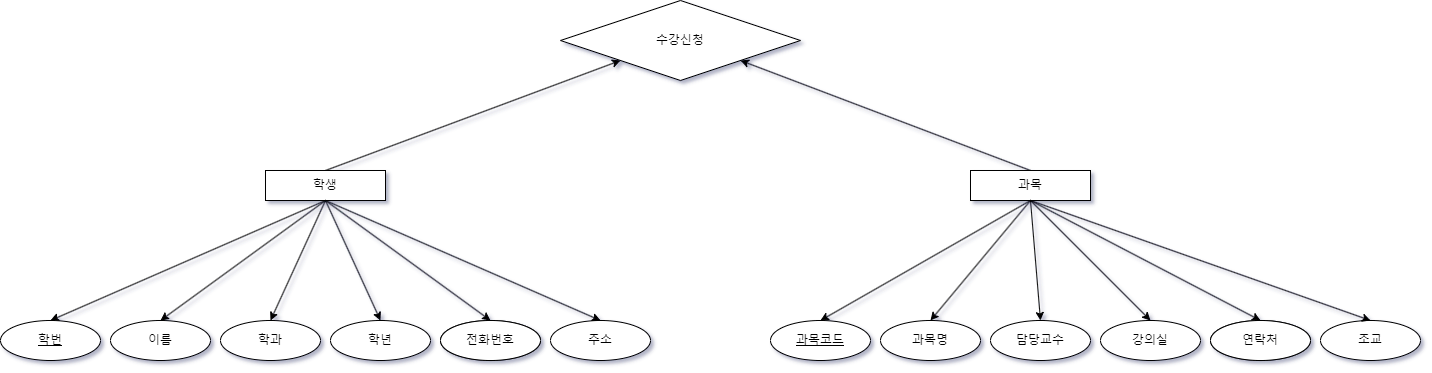 수강신청
학생
과목
학번
이름
학과
학년
전화번호
주소
과목코드
과목명
담당교수
강의실
연락처
조교